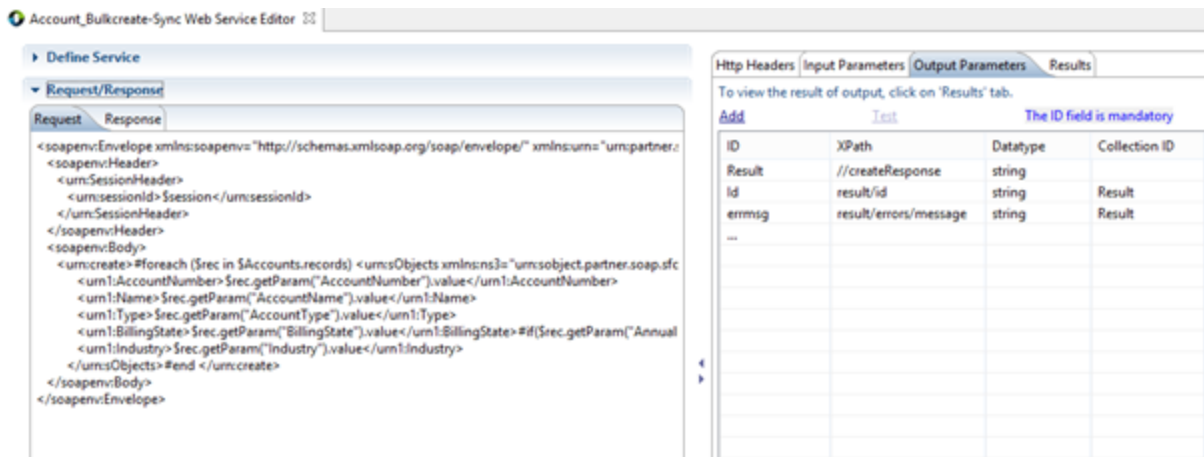 Account_Bulkcreate-Sync Web Service Editor
Define Service
Request/Response
Request Response
<soapenv:Envelope xmlns:soapenv="http://schemas.xmlsoap.org/soap/envelope/" xmlns:urn="urn:partner.s
<soapenv:Header>
<urn:SessionHeader>
<urn:sessionId>$session</urn:sessionId>
</urn:SessionHeader>
</soapenv:Header>
<soapenv:Body>
<urn:create>#foreach ($rec in $Accounts.records) <urn:sObjects xmlns:ns3="urn:sobject.partner.soap.sfc
<urn1:AccountNumber>$rec.getParam("AccountNumber").value</urn1:AccountNumber>
<urn1:Name>$rec.getParam("AccountName").value</urn1:Name>
<urn1:Type>$rec.getParam("AccountType").value</urn1:Type>
<urn1:BillingState>$rec.getParam("BillingState").value</urn1:BillingState>#if($rec.getParam("Annual
<urn1:Industry>$rec.getParam("Industry").value</urn1:Industry>
</urn:sObjects>#end </urn:create>
</soapenv:Body>
</soapenv:Envelope>
Http Headers Input Parameters Output Parameters Results
To view the result of output, click on 'Results' tab.
Add Test The ID field is mandatory
ID XPath Datatype Collection ID
Result //createResponse string
Id result/id string Result
errmsg result/errors/message string Result
...